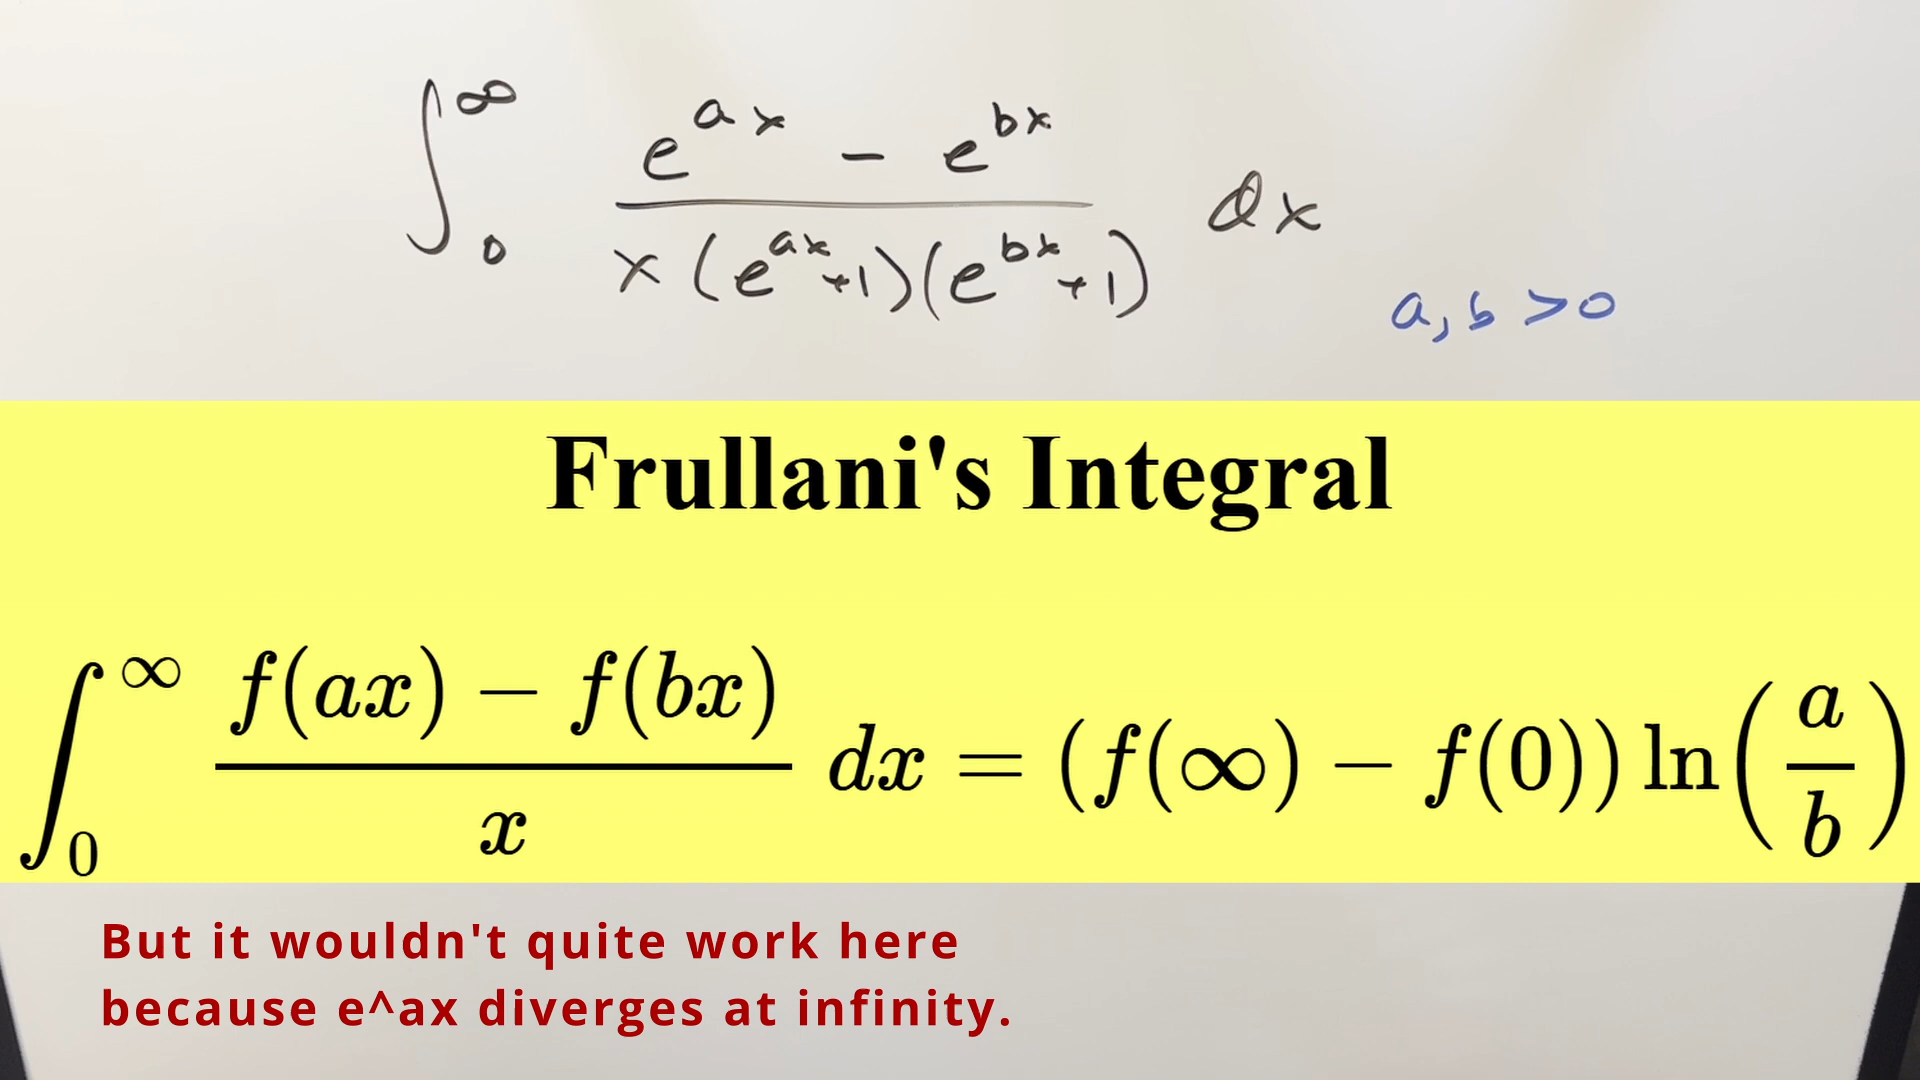 ∫₀^∞ (e^{ax} − e^{bx}) / (x(e^{ax}+1)(e^{bx}+1)) dx
a, b > 0
Frullani's Integral
∫₀^∞ (f(ax) − f(bx)) / x dx = (f(∞) − f(0)) ln(a/b)
But it wouldn't quite work here
because e^ax diverges at infinity.